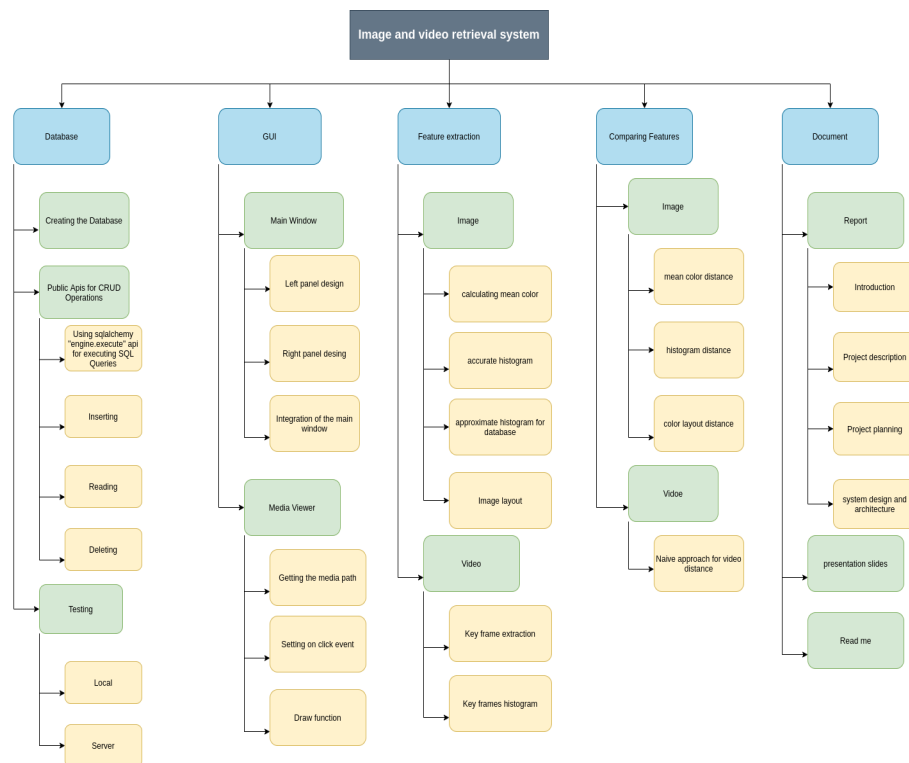 Image and video retrieval system
Database
Creating the Database
Public Apis for CRUD
Operations
Using sqlalchemy
"engine.execute" api
for executing SQL
Queries
Inserting
Reading
Deleting
Testing
Local
Server
GUI
Main Window
Left panel design
Right panel desing
Integration of the main
window
Media Viewer
Getting the media path
Setting on click event
Draw function
Feature extraction
Image
calculating mean color
accurate histogram
approximate histogram for
database
Image layout
Video
Key frame extraction
Key frames histogram
Comparing Features
Image
mean color distance
histogram distance
color layout distance
Vidoe
Naive approach for video
distance
Document
Report
Introduction
Project description
Project planning
system design and
architecture
presentation slides
Read me